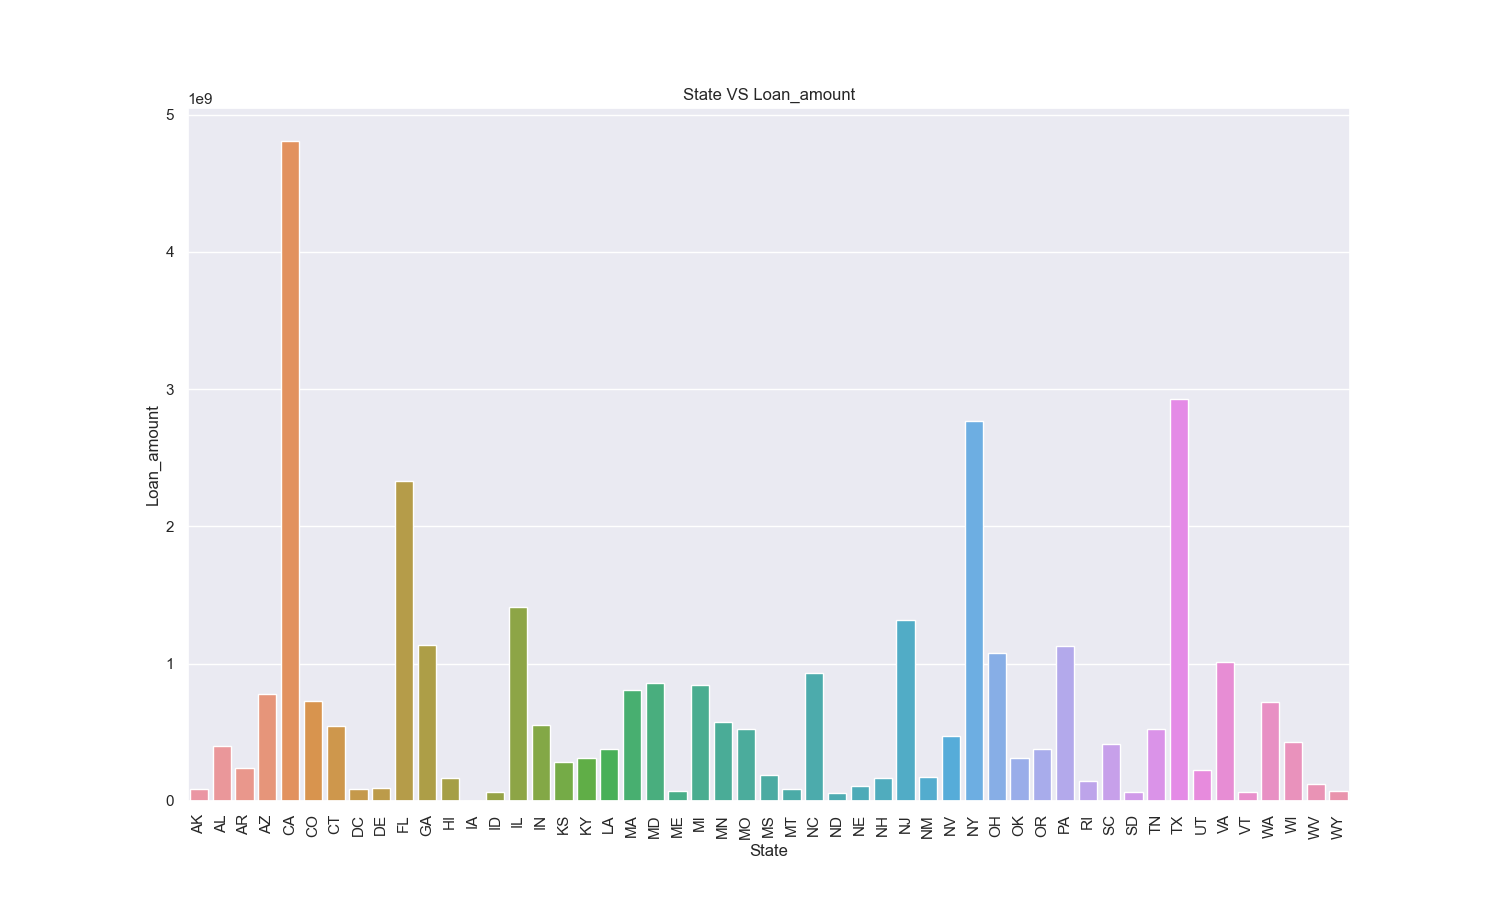 State VS Loan_amount
1e9
5
4
3
2
1
0
Loan_amount
AK AL AR AZ CA CO CT DC DE FL GA HI IA ID IL IN KS KY LA MA MD ME MI MN MO MS MT NC ND NE NH NJ NM NV NY OH OK OR PA RI SC SD TN TX UT VA VT WA WI WV WY
State